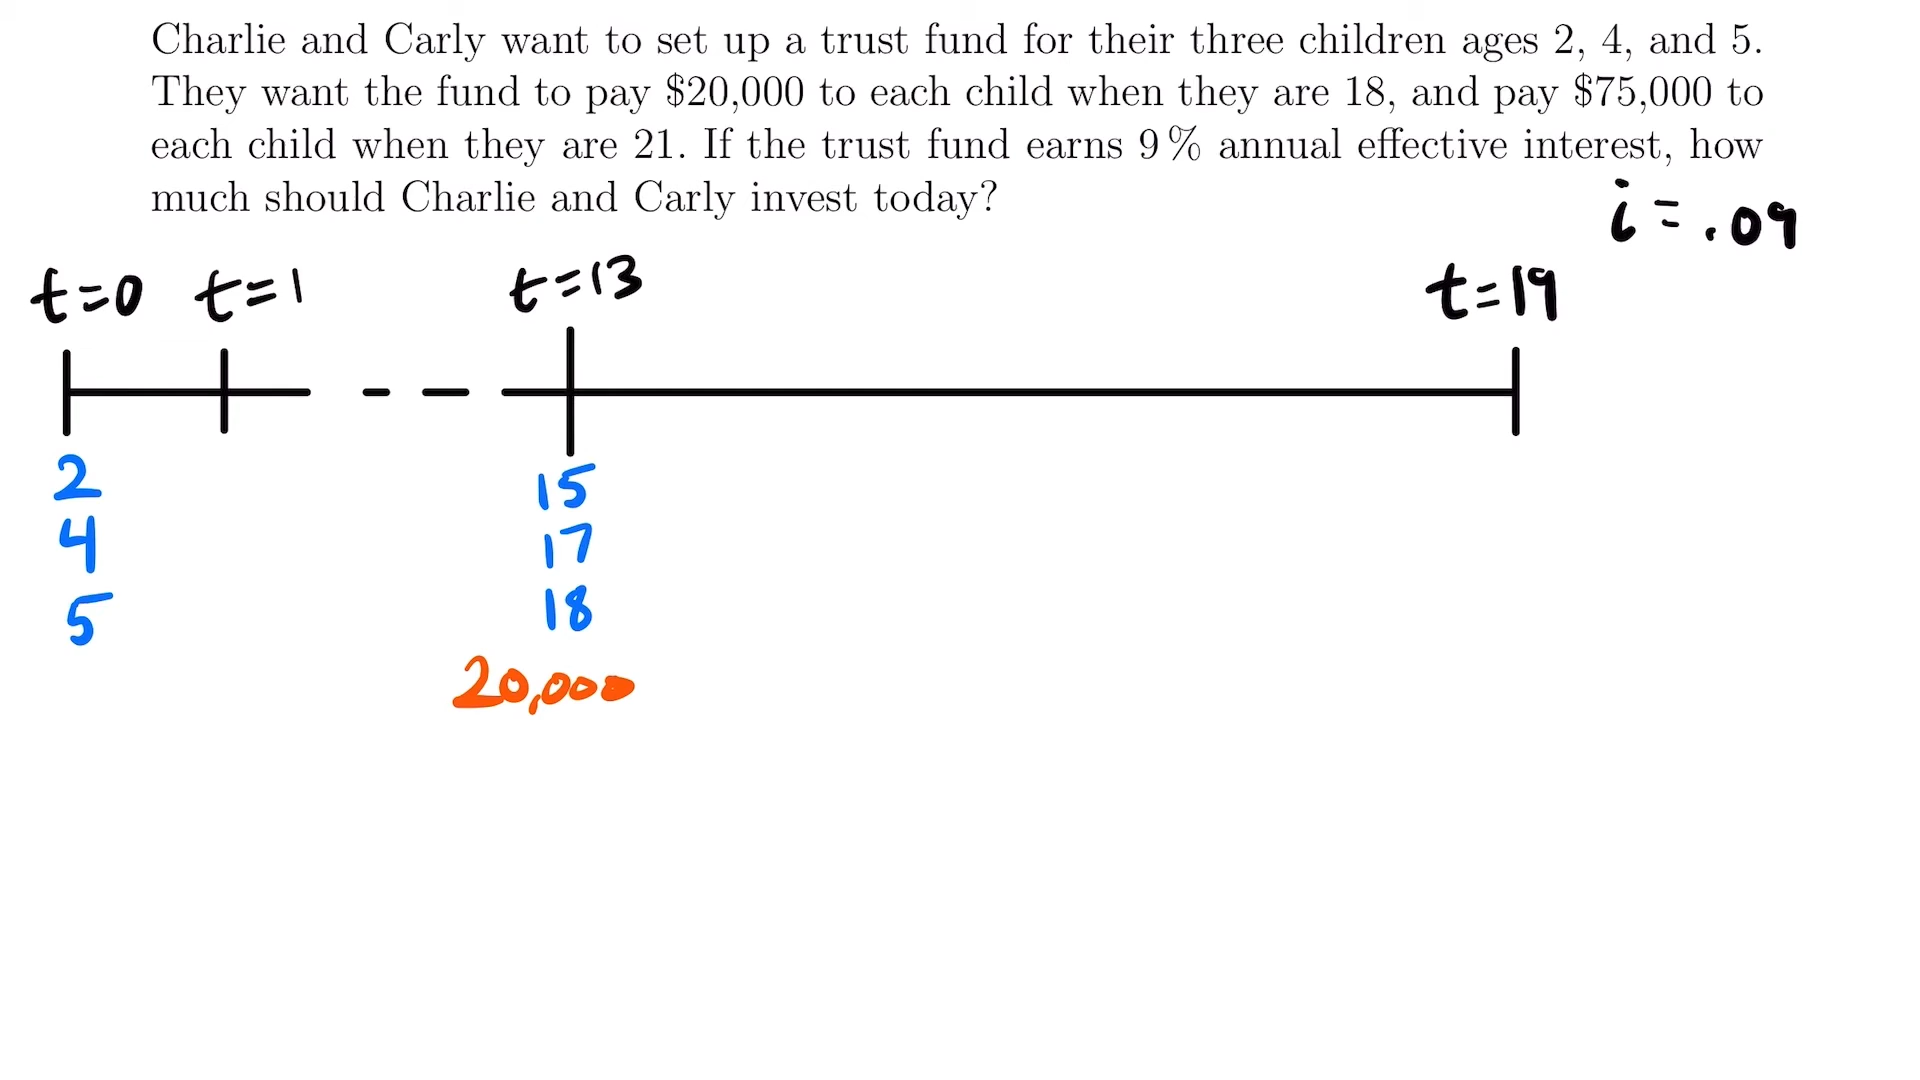 Charlie and Carly want to set up a trust fund for their three children ages 2, 4, and 5.
They want the fund to pay $20,000 to each child when they are 18, and pay $75,000 to
each child when they are 21. If the trust fund earns 9% annual effective interest, how
much should Charlie and Carly invest today?
i = .09
t=0 t=1 t=13 t=19
2 15
4 17
5 18
20,000